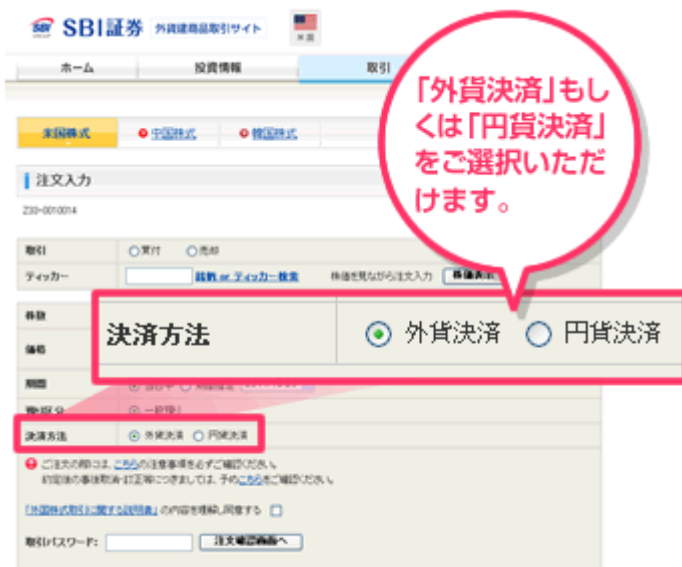 SBI証券 外貨建商品取引サイト
米国
ホーム 投資情報 取引
米国株式 中国株式 韓国株式
「外貨決済」もし
くは「円貨決済」
をご選択いただ
けます。
注文入力
Z33-0010014
取引 買付 売却
ティッカー 銘柄 or ティッカー検索 株価を見ながら注文入力
株数
決済方法 外貨決済 円貨決済
価格
期間
預り区分 一般預り
決済方法 外貨決済 円貨決済
ご注文の際には、こちらの注意事項を必ずご確認ください。
約定後の事後取消・訂正等につきましては、予めこちらをご確認ください。
「外国株式取引に関する説明書」の内容を理解し同意する
取引パスワード: 注文確認画面へ